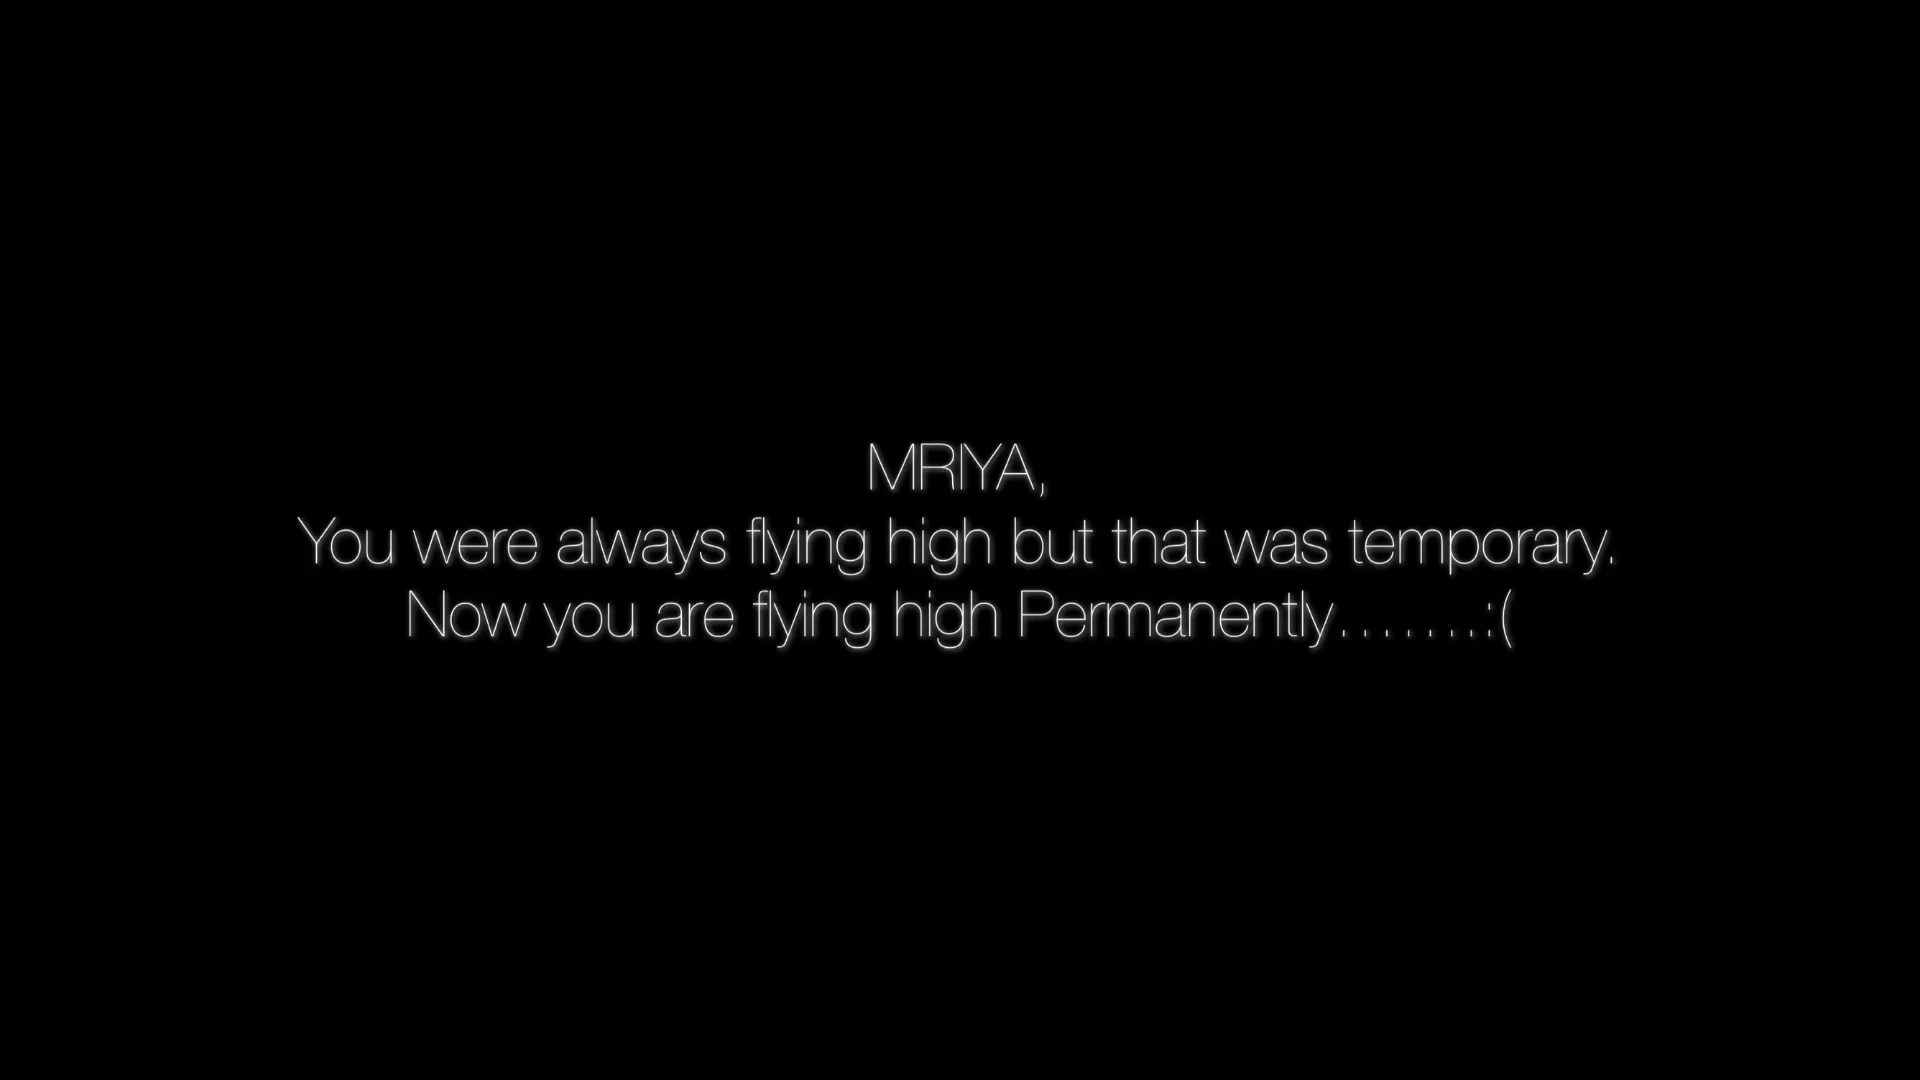 MRIYA,
You were always flying high but that was temporary.
Now you are flying high Permanently.......:(